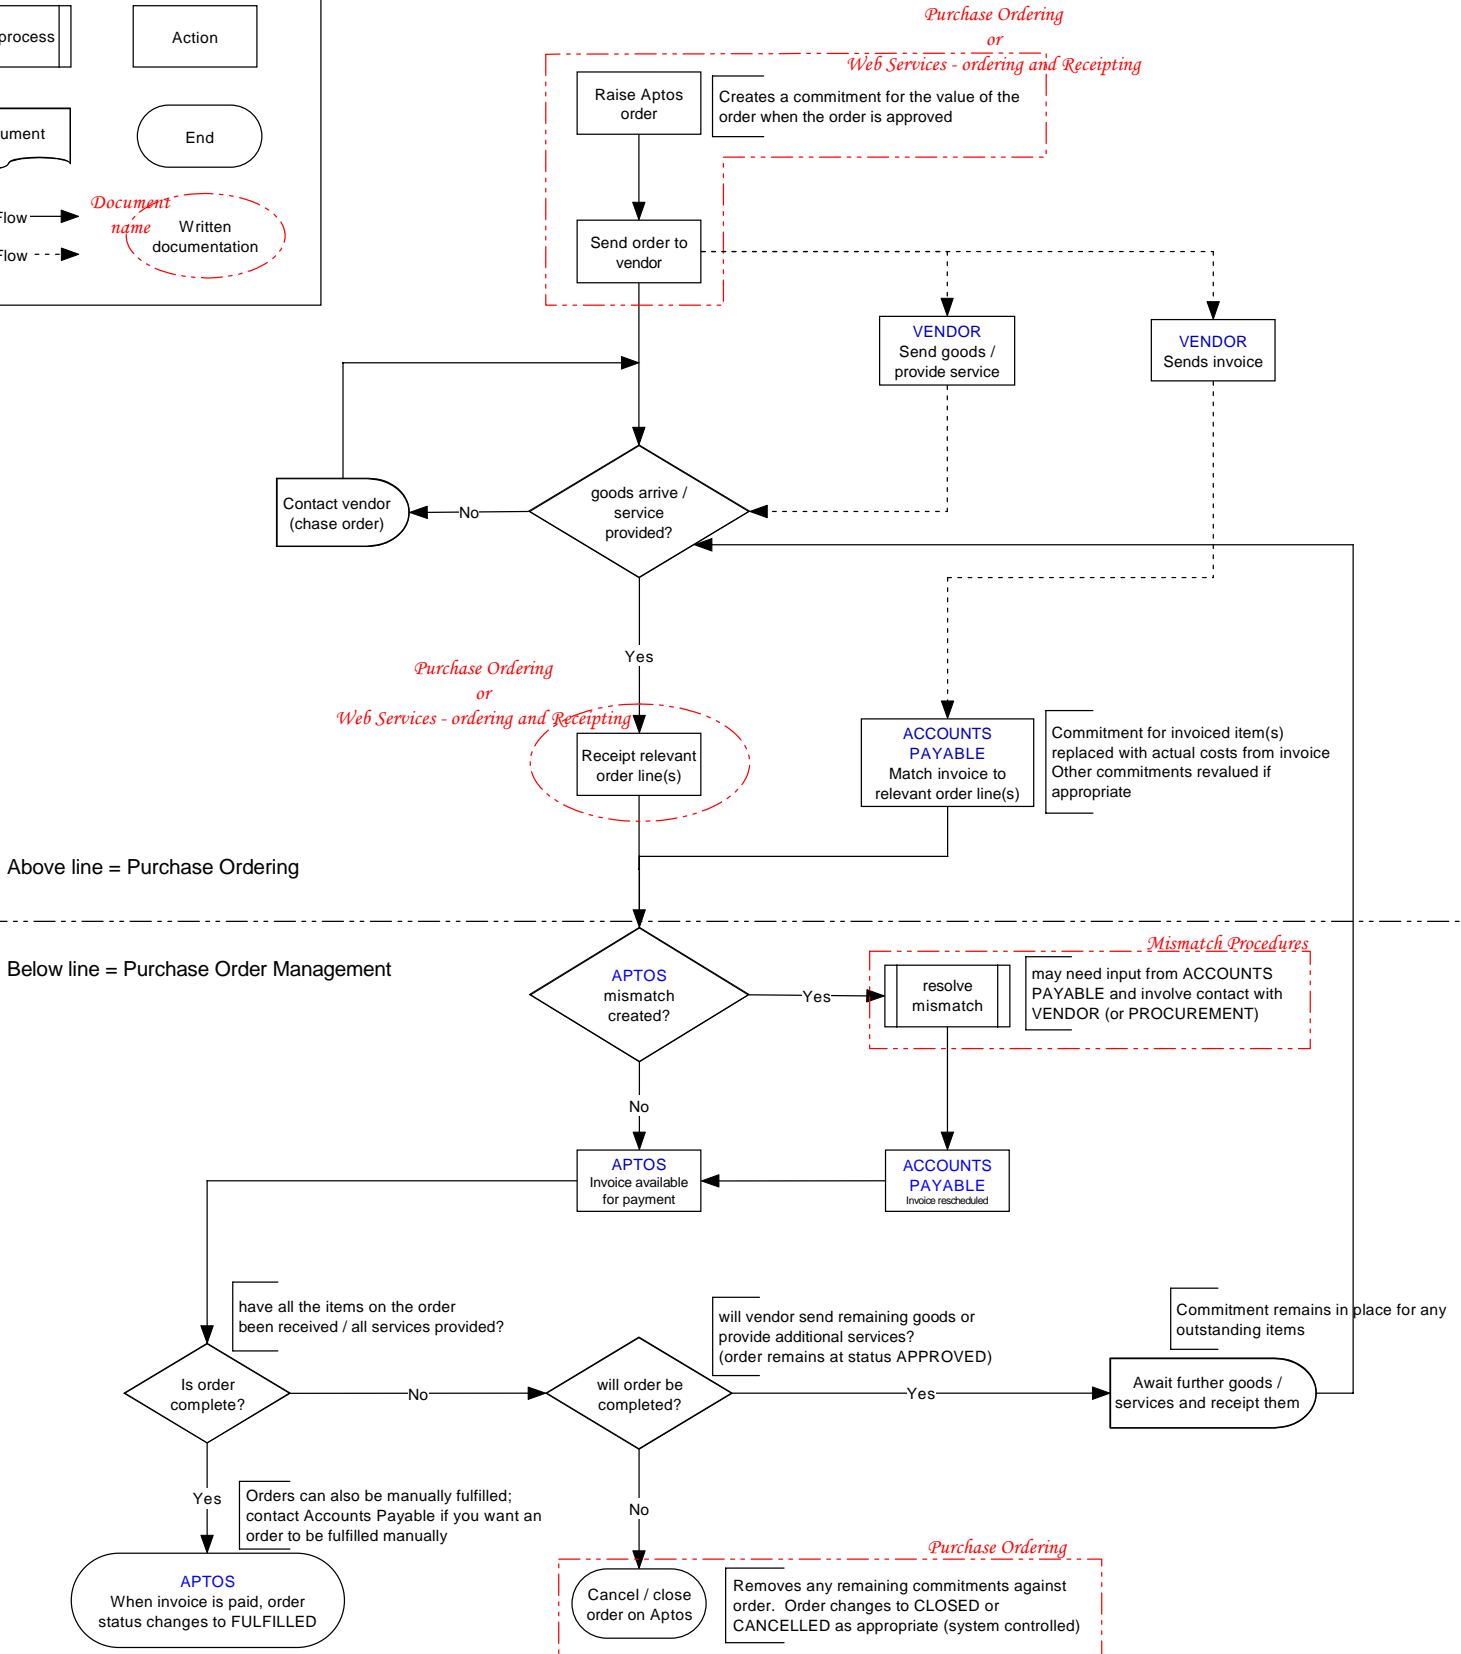 process
Action
ument
End
Flow
Flow
Document
name
Written
documentation
Purchase Ordering
or
Web Services - ordering and Receipting
Raise Aptos
order
Creates a commitment for the value of the
order when the order is approved
Send order to
vendor
VENDOR
Send goods /
provide service
VENDOR
Sends invoice
Contact vendor
(chase order)
No
goods arrive /
service
provided?
Yes
Purchase Ordering
or
Web Services - ordering and Receipting
Receipt relevant
order line(s)
ACCOUNTS
PAYABLE
Match invoice to
relevant order line(s)
Commitment for invoiced item(s)
replaced with actual costs from invoice
Other commitments revalued if
appropriate
Above line = Purchase Ordering
Below line = Purchase Order Management
APTOS
mismatch
created?
Yes
Mismatch Procedures
resolve
mismatch
may need input from ACCOUNTS
PAYABLE and involve contact with
VENDOR (or PROCUREMENT)
No
APTOS
Invoice available
for payment
ACCOUNTS
PAYABLE
Invoice rescheduled
have all the items on the order
been received / all services provided?
will vendor send remaining goods or
provide additional services?
(order remains at status APPROVED)
Commitment remains in place for any
outstanding items
Is order
complete?
No
will order be
completed?
Yes
Await further goods /
services and receipt them
Yes
Orders can also be manually fulfilled;
contact Accounts Payable if you want an
order to be fulfilled manually
No
APTOS
When invoice is paid, order
status changes to FULFILLED
Purchase Ordering
Cancel / close
order on Aptos
Removes any remaining commitments against
order.  Order changes to CLOSED or
CANCELLED as appropriate (system controlled)